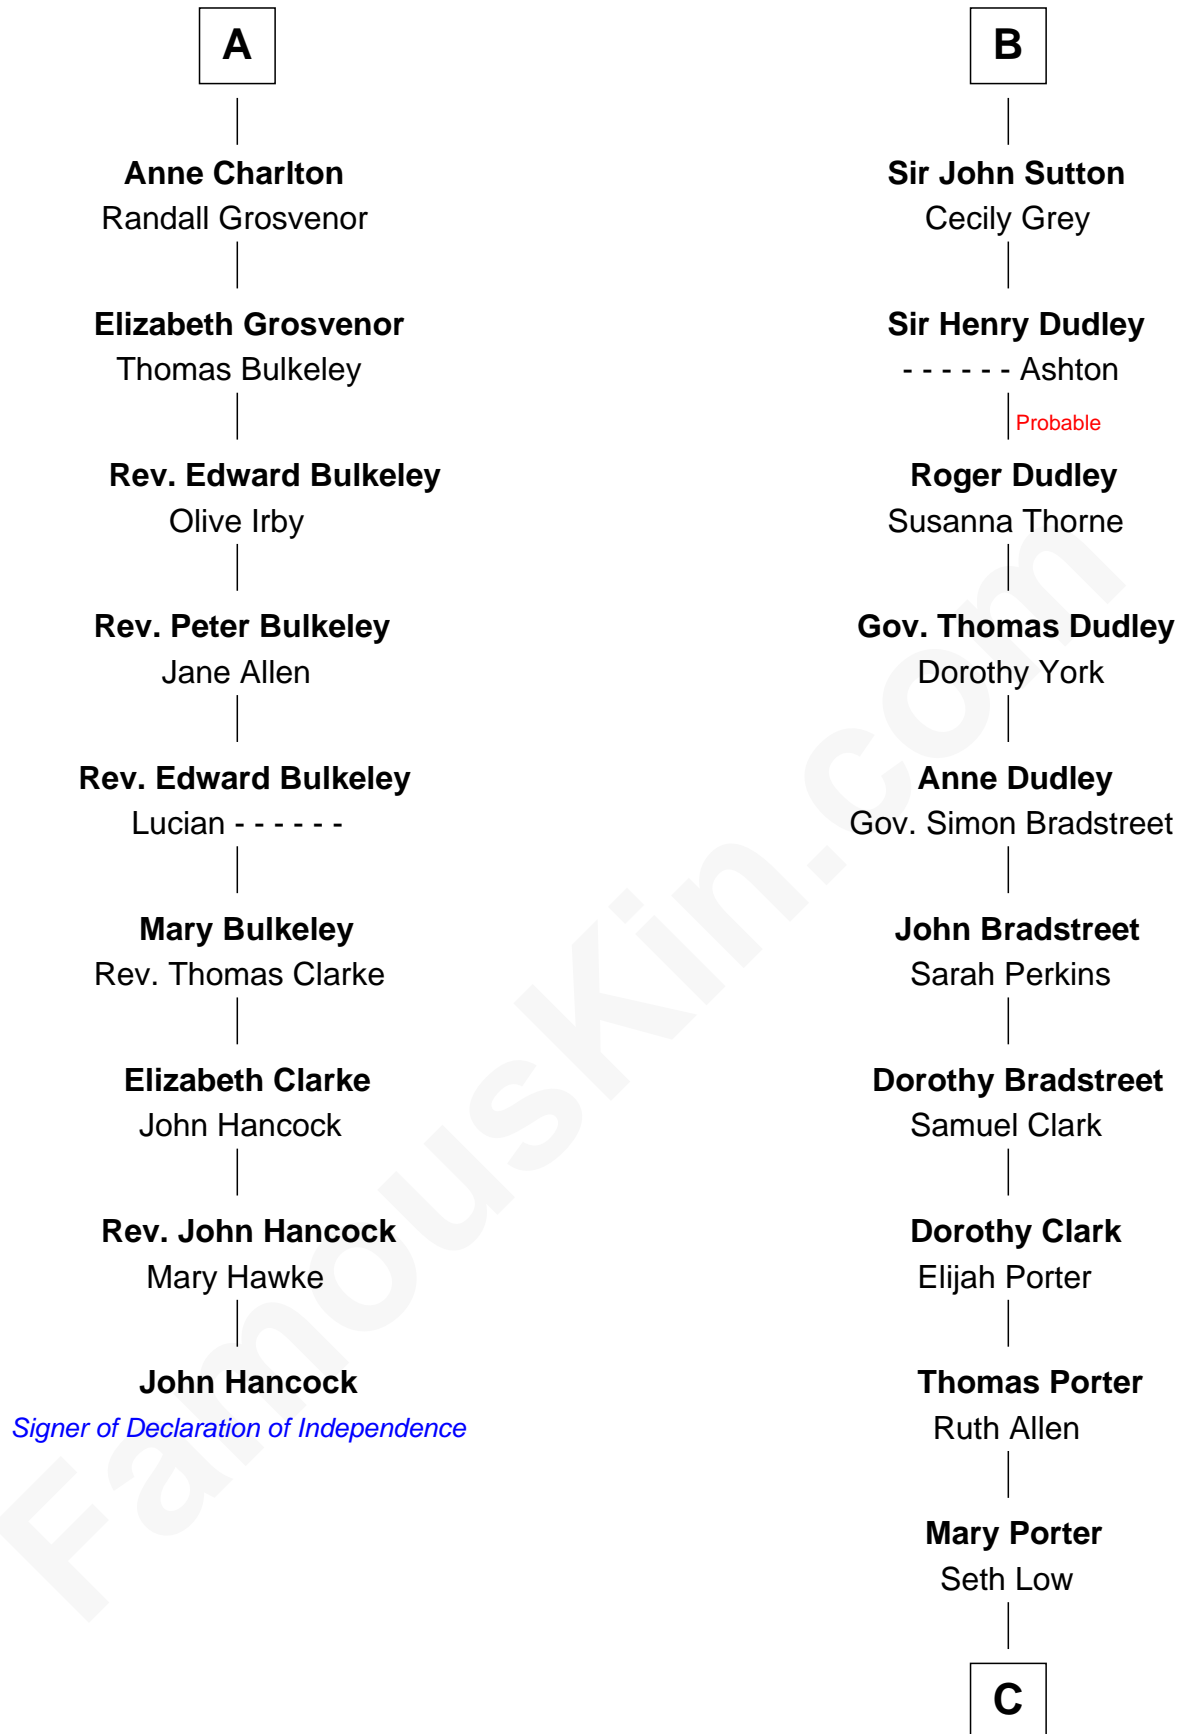 A
Anne Charlton
Randall Grosvenor
Elizabeth Grosvenor
Thomas Bulkeley
Rev. Edward Bulkeley
Olive Irby
Rev. Peter Bulkeley
Jane Allen
Rev. Edward Bulkeley
Lucian - - - - - -
Mary Bulkeley
Rev. Thomas Clarke
Elizabeth Clarke
John Hancock
Rev. John Hancock
Mary Hawke
John Hancock
Signer of Declaration of Independence
B
Sir John Sutton
Cecily Grey
Sir Henry Dudley
- - - - - - Ashton
Probable
Roger Dudley
Susanna Thorne
Gov. Thomas Dudley
Dorothy York
Anne Dudley
Gov. Simon Bradstreet
John Bradstreet
Sarah Perkins
Dorothy Bradstreet
Samuel Clark
Dorothy Clark
Elijah Porter
Thomas Porter
Ruth Allen
Mary Porter
Seth Low
C
FamousKin.com